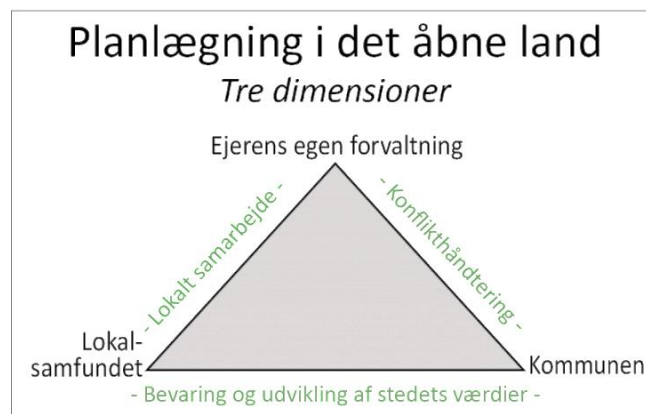 Planlægning i det åbne land
Tre dimensioner
Ejerens egen forvaltning
- Lokalt samarbejde -
- Konflikthåndtering -
Lokal-
samfundet
Kommunen
- Bevaring og udvikling af stedets værdier -